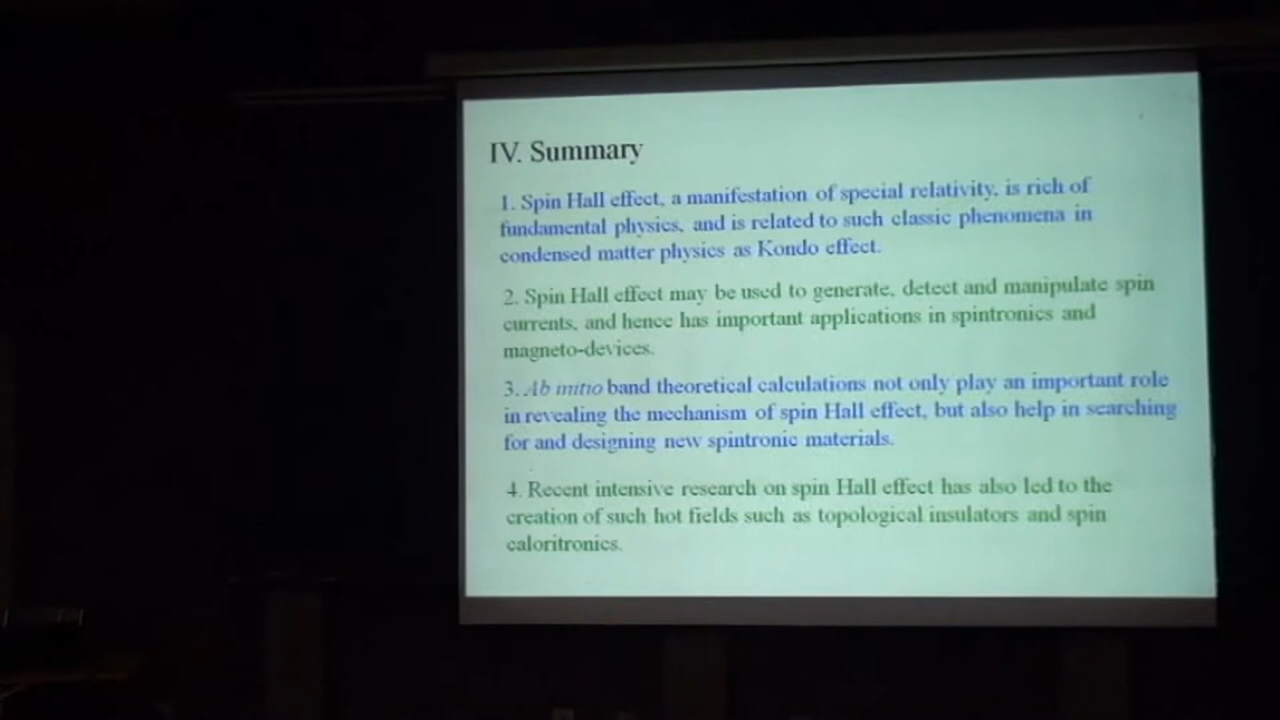 IV. Summary
1. Spin Hall effect, a manifestation of special relativity, is rich of
fundamental physics, and is related to such classic phenomena in
condensed matter physics as Kondo effect.
2. Spin Hall effect may be used to generate, detect and manipulate spin
currents, and hence has important applications in spintronics and
magneto-devices.
3. Ab initio band theoretical calculations not only play an important role
in revealing the mechanism of spin Hall effect, but also help in searching
for and designing new spintronic materials.
4. Recent intensive research on spin Hall effect has also led to the
creation of such hot fields such as topological insulators and spin
caloritronics.